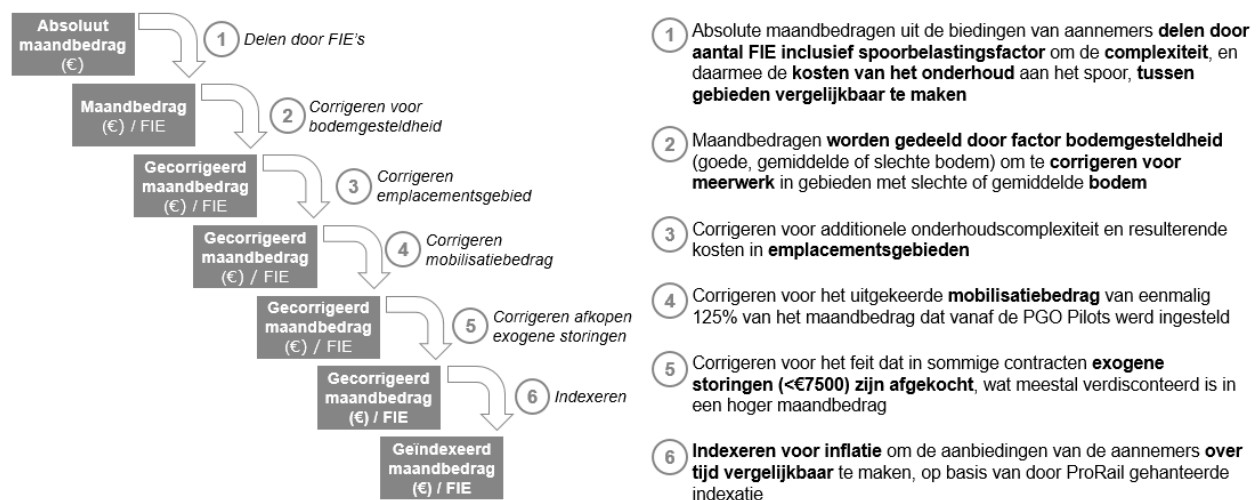 Absoluut
maandbedrag
(€)
1
Delen door FIE's
Maandbedrag
(€) / FIE
2
Corrigeren voor
bodemgesteldheid
Gecorrigeerd
maandbedrag
(€) / FIE
3
Corrigeren
emplacementsgebied
Gecorrigeerd
maandbedrag
(€) / FIE
4
Corrigeren
mobilisatiebedrag
Gecorrigeerd
maandbedrag
(€) / FIE
5
Corrigeren afkopen
exogene storingen
Gecorrigeerd
maandbedrag
(€) / FIE
6
Indexeren
Geïndexeerd
maandbedrag
(€) / FIE
1
Absolute maandbedragen uit de biedingen van aannemers delen door
aantal FIE inclusief spoorbelastingsfactor om de complexiteit, en
daarmee de kosten van het onderhoud aan het spoor, tussen
gebieden vergelijkbaar te maken
2
Maandbedragen worden gedeeld door factor bodemgesteldheid
(goede, gemiddelde of slechte bodem) om te corrigeren voor
meerwerk in gebieden met slechte of gemiddelde bodem
3
Corrigeren voor additionele onderhoudscomplexiteit en resulterende
kosten in emplacementsgebieden
4
Corrigeren voor het uitgekeerde mobilisatiebedrag van eenmalig
125% van het maandbedrag dat vanaf de PGO Pilots werd ingesteld
5
Corrigeren voor het feit dat in sommige contracten exogene
storingen (<€7500) zijn afgekocht, wat meestal verdisconteerd is in
een hoger maandbedrag
6
Indexeren voor inflatie om de aanbiedingen van de aannemers over
tijd vergelijkbaar te maken, op basis van door ProRail gehanteerde
indexatie